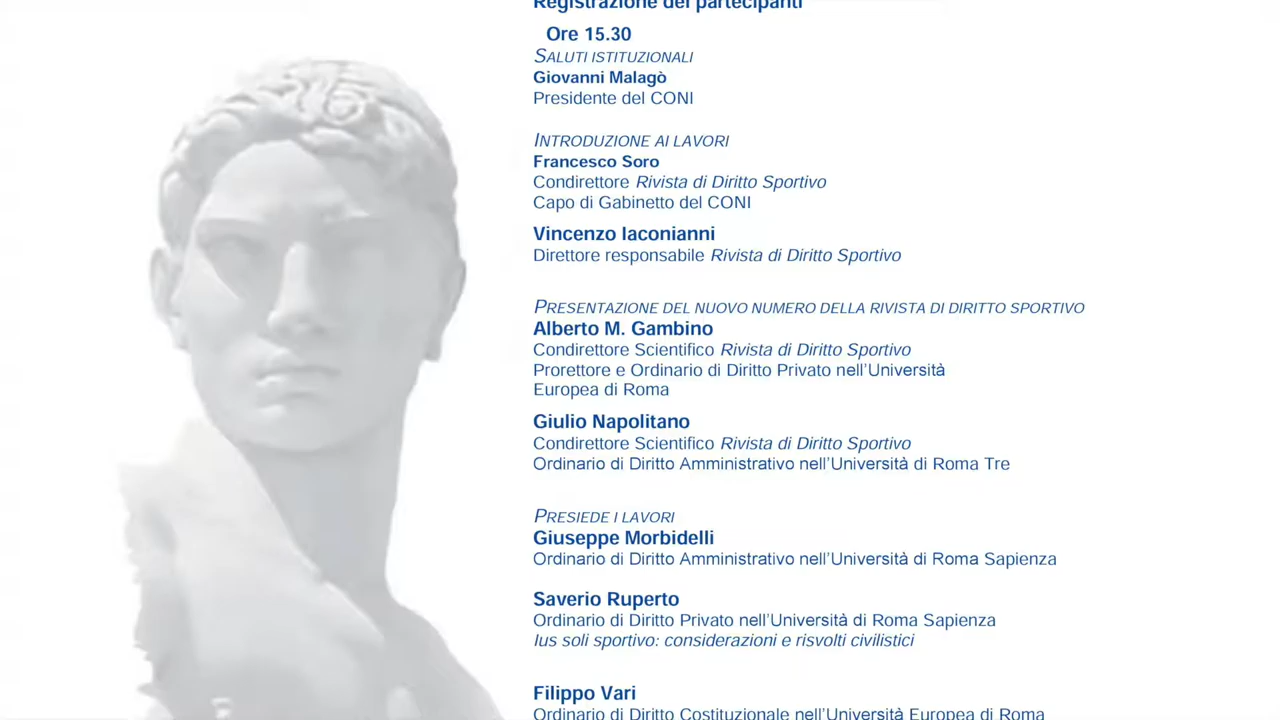 Registrazione dei partecipanti
Ore 15.30
SALUTI ISTITUZIONALI
Giovanni Malagò
Presidente del CONI
INTRODUZIONE AI LAVORI
Francesco Soro
Condirettore Rivista di Diritto Sportivo
Capo di Gabinetto del CONI
Vincenzo Iaconianni
Direttore responsabile Rivista di Diritto Sportivo
PRESENTAZIONE DEL NUOVO NUMERO DELLA RIVISTA DI DIRITTO SPORTIVO
Alberto M. Gambino
Condirettore Scientifico Rivista di Diritto Sportivo
Prorettore e Ordinario di Diritto Privato nell'Università
Europea di Roma
Giulio Napolitano
Condirettore Scientifico Rivista di Diritto Sportivo
Ordinario di Diritto Amministrativo nell'Università di Roma Tre
PRESIEDE I LAVORI
Giuseppe Morbidelli
Ordinario di Diritto Amministrativo nell'Università di Roma Sapienza
Saverio Ruperto
Ordinario di Diritto Privato nell'Università di Roma Sapienza
Ius soli sportivo: considerazioni e risvolti civilistici
Filippo Vari
Ordinario di Diritto Costituzionale nell'Università Europea di Roma